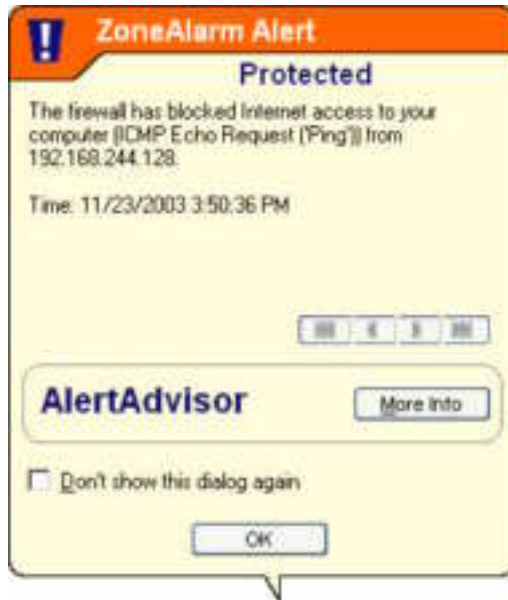 ZoneAlarm Alert
Protected
The firewall has blocked Internet access to your
computer (ICMP Echo Request ('Ping')) from
192.168.244.128.
Time: 11/23/2003 3:50:36 PM
AlertAdvisor
More Info
Don't show this dialog again
OK